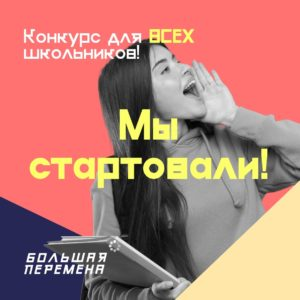 Конкурс для ВСЕХ
школьников!
Мы
стартовали!
БОЛЬШАЯ
ПЕРЕМЕНА